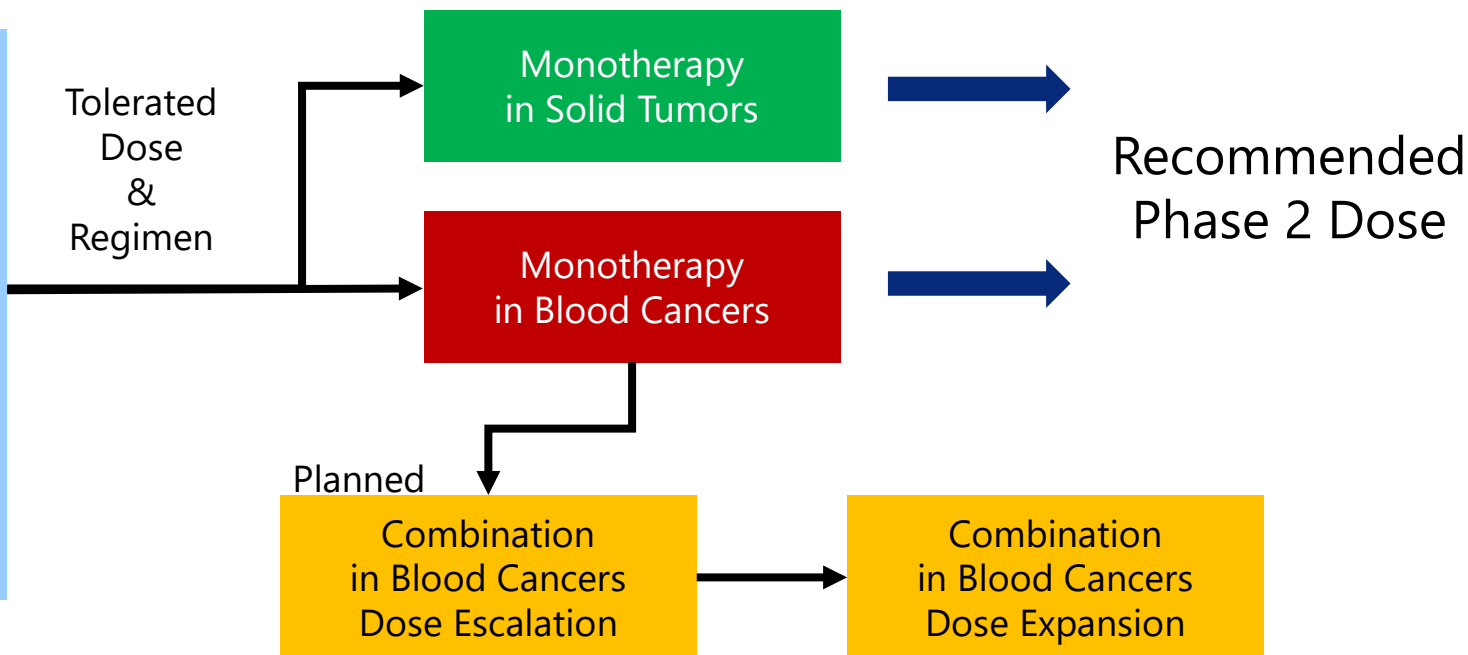 Tolerated
Dose
&
Regimen
Monotherapy
in Solid Tumors
Monotherapy
in Blood Cancers
Recommended
Phase 2 Dose
Planned
Combination
in Blood Cancers
Dose Escalation
Combination
in Blood Cancers
Dose Expansion